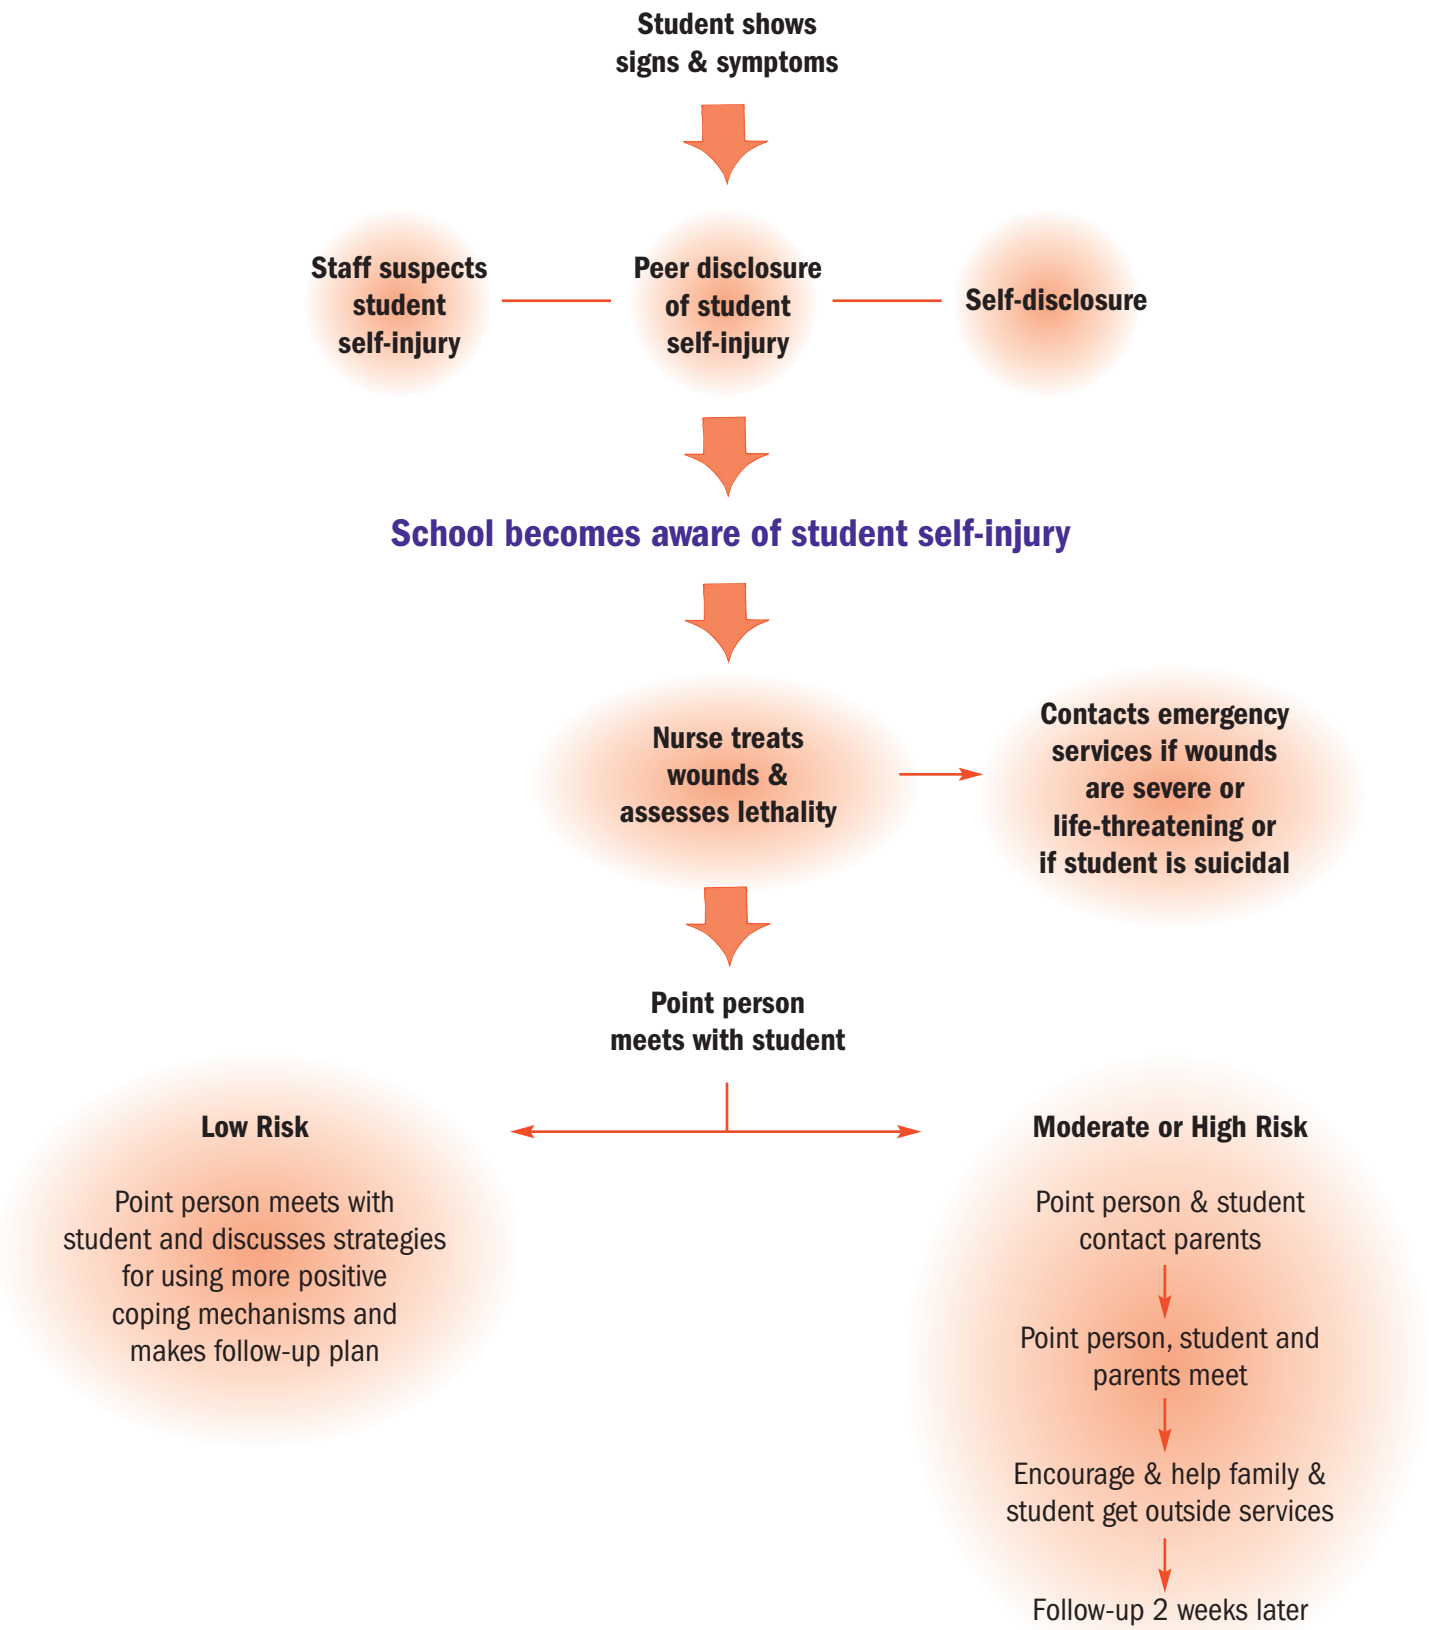 Student shows
signs & symptoms
Staff suspects
student
self-injury
Peer disclosure
of student
self-injury
Self-disclosure
School becomes aware of student self-injury
Nurse treats
wounds &
assesses lethality
Contacts emergency
services if wounds
are severe or
life-threatening or
if student is suicidal
Point person
meets with student
Low Risk
Point person meets with
student and discusses strategies
for using more positive
coping mechanisms and
makes follow-up plan
Moderate or High Risk
Point person & student
contact parents
Point person, student and
parents meet
Encourage & help family &
student get outside services
Follow-up 2 weeks later